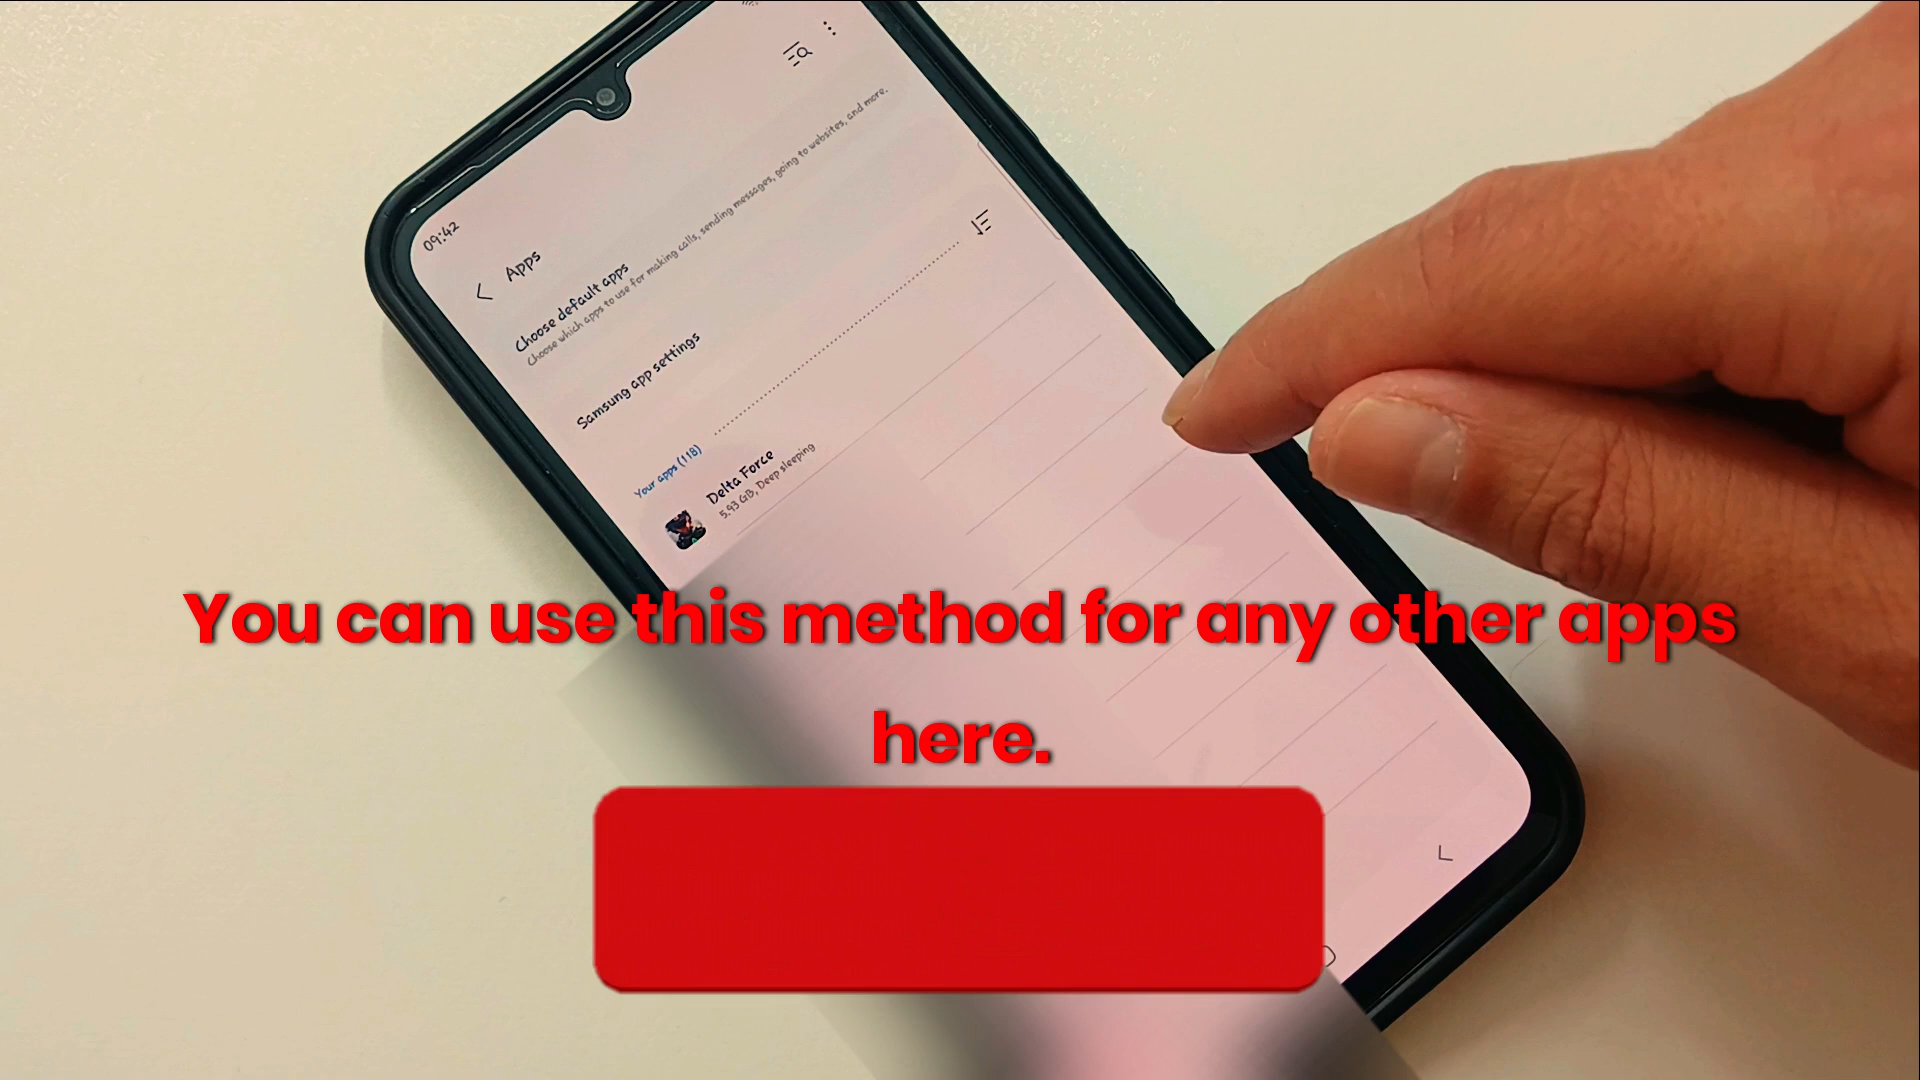 09:42
Apps
Choose default apps
Choose which apps to use for making calls, sending messages, going to websites, and more.
Samsung app settings
Your apps (118)
Delta Force
5.93 GB, Deep sleeping
You can use this method for any other apps
here.